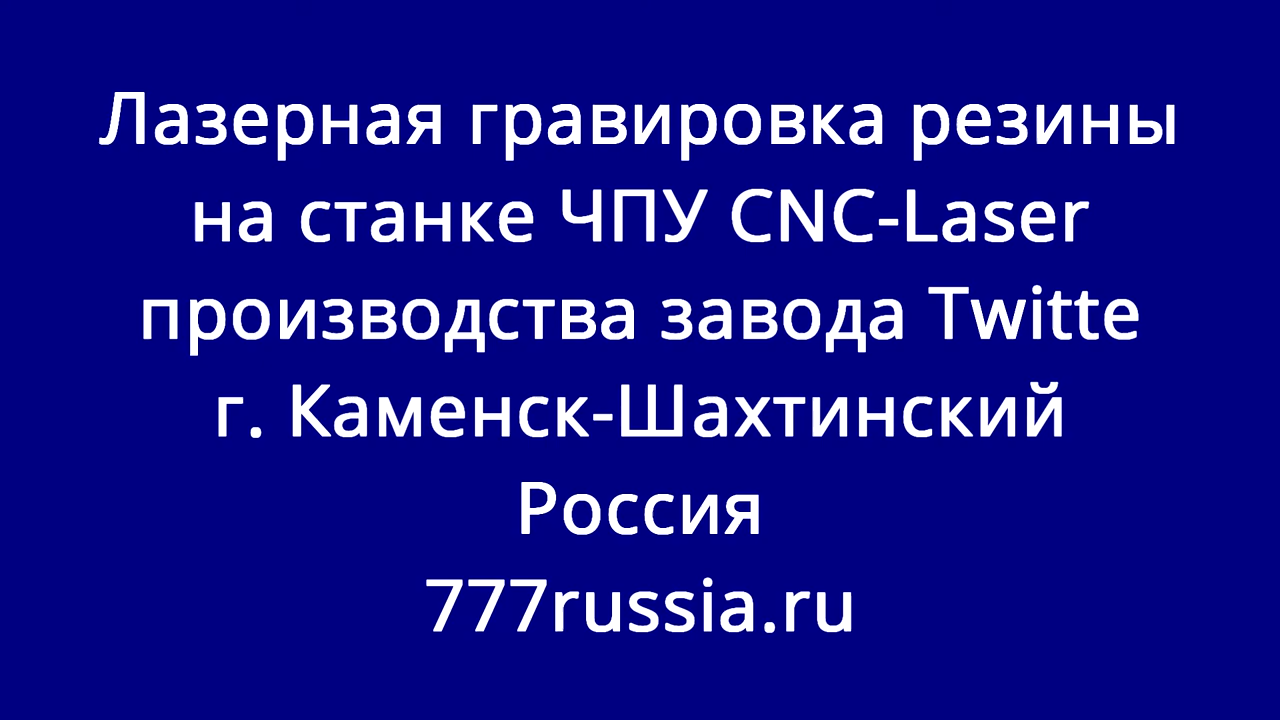 Лазерная гравировка резины
на станке ЧПУ CNC-Laser
производства завода Twitte
г. Каменск-Шахтинский
Россия
777russia.ru